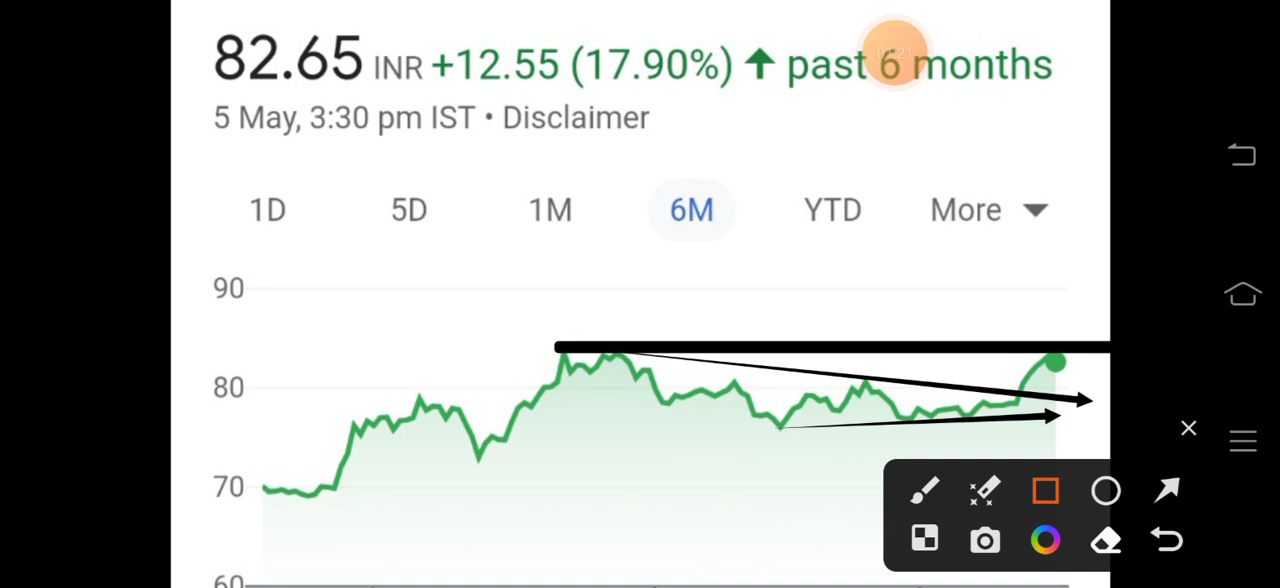 82.65 INR +12.55 (17.90%) ↑ past 6 months
5 May, 3:30 pm IST • Disclaimer
1D 5D 1M 6M YTD More
90
80
70
60